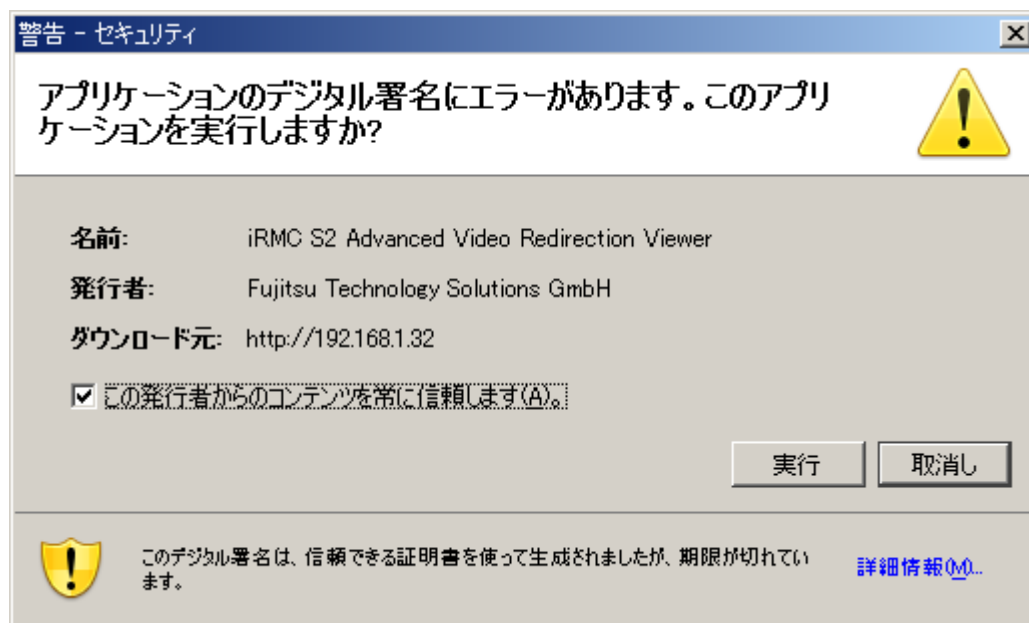 警告 - セキュリティ
アプリケーションのデジタル署名にエラーがあります。このアプリ
ケーションを実行しますか?
名前: iRMC S2 Advanced Video Redirection Viewer
発行者: Fujitsu Technology Solutions GmbH
ダウンロード元: http://192.168.1.32
この発行者からのコンテンツを常に信頼します(A)。
実行 取消し
このデジタル署名は、信頼できる証明書を使って生成されましたが、期限が切れてい
ます。
詳細情報(M)...